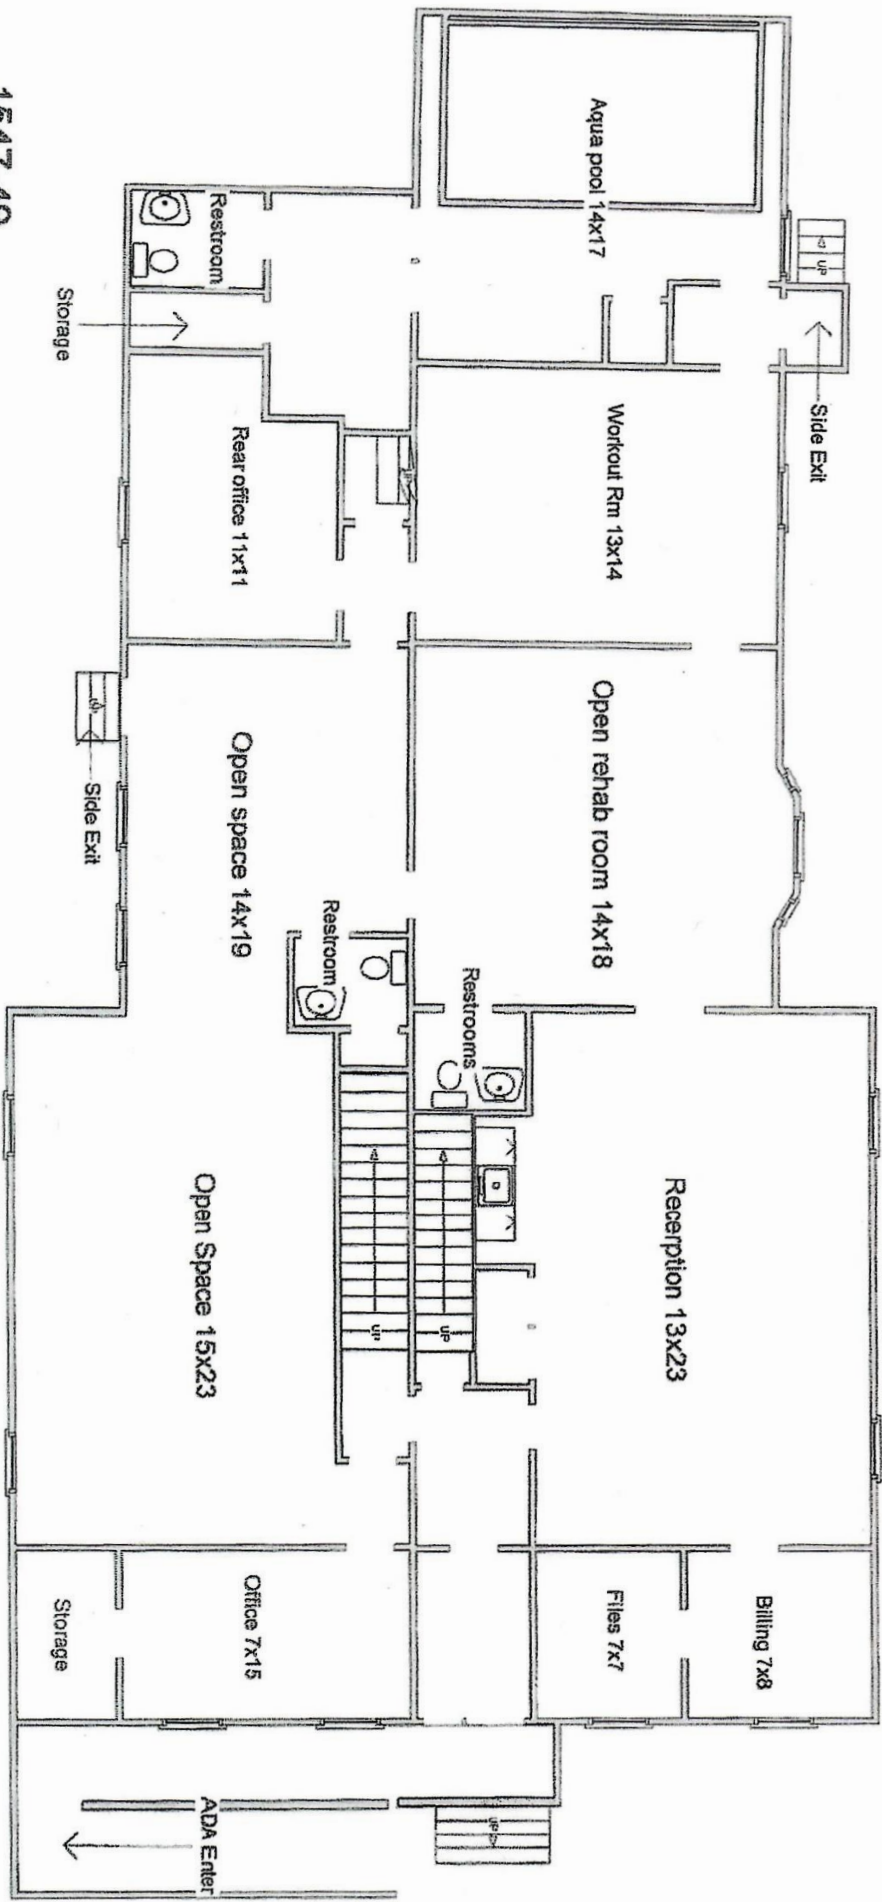 Aqua pool 14x17
UP
Side Exit
Restroom
Storage
Workout Rm 13x14
Rear office 11x11
UP
Open rehab room 14x18
Open space 14x19
UP
Side Exit
Restroom
Restrooms
Recerption 13x23
Open Space 15x23
UP
UP
Billing 7x8
Files 7x7
Office 7x15
Storage
UP
ADA Enter